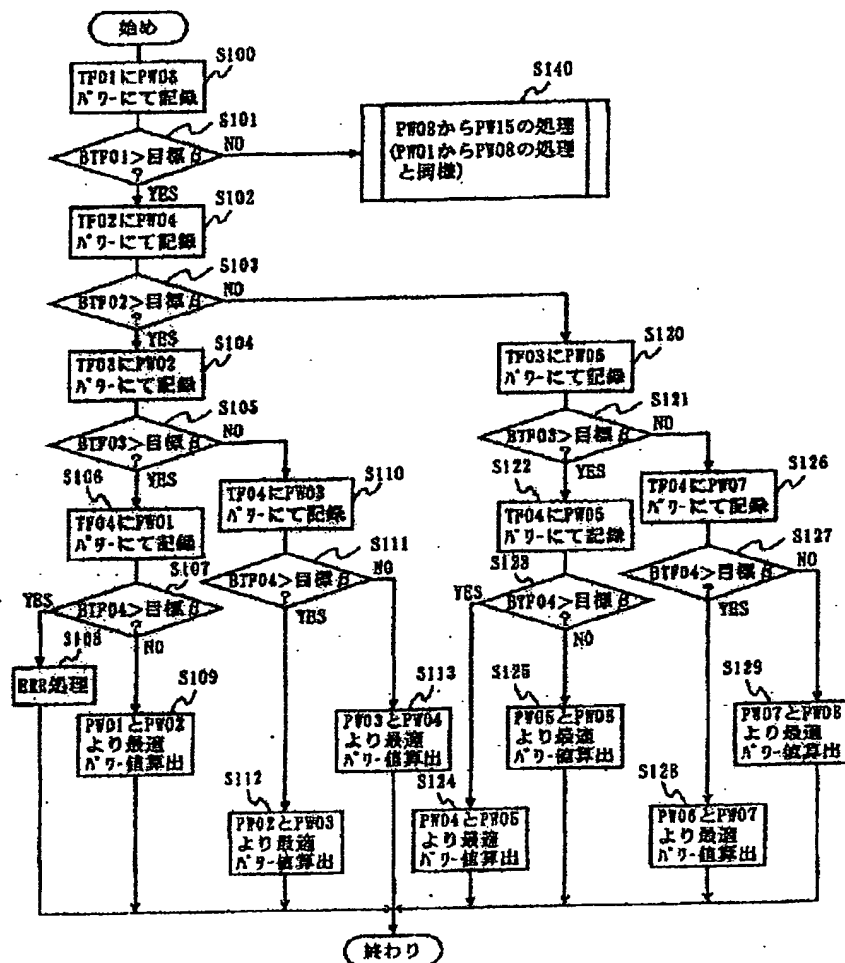 始め
S100
TF01にPW08
パワーにて記録
S101
BTF01>目標β
?
NO
YES
S140
PW08からPW15の処理
(PW01からPW08の処理
と同様)
S102
TF02にPW04
パワーにて記録
S103
BTF02>目標β
?
NO
YES
S104
TF03にPW02
パワーにて記録
S105
BTF03>目標β
?
NO
YES
S106
TF04にPW01
パワーにて記録
S107
BTF04>目標β
?
YES
NO
S108
ERR処理
S109
PW01とPW02
より最適
パワー値算出
S110
TF04にPW03
パワーにて記録
S111
BTF04>目標β
?
NO
YES
S112
PW02とPW03
より最適
パワー値算出
S113
PW03とPW04
より最適
パワー値算出
S120
TF03にPW06
パワーにて記録
S121
BTF03>目標β
?
NO
YES
S122
TF04にPW05
パワーにて記録
S123
BTF04>目標β
?
YES
NO
S124
PW04とPW05
より最適
パワー値算出
S125
PW05とPW06
より最適
パワー値算出
S126
TF04にPW07
パワーにて記録
S127
BTF04>目標β
?
NO
YES
S128
PW06とPW07
より最適
パワー値算出
S129
PW07とPW08
より最適
パワー値算出
終わり